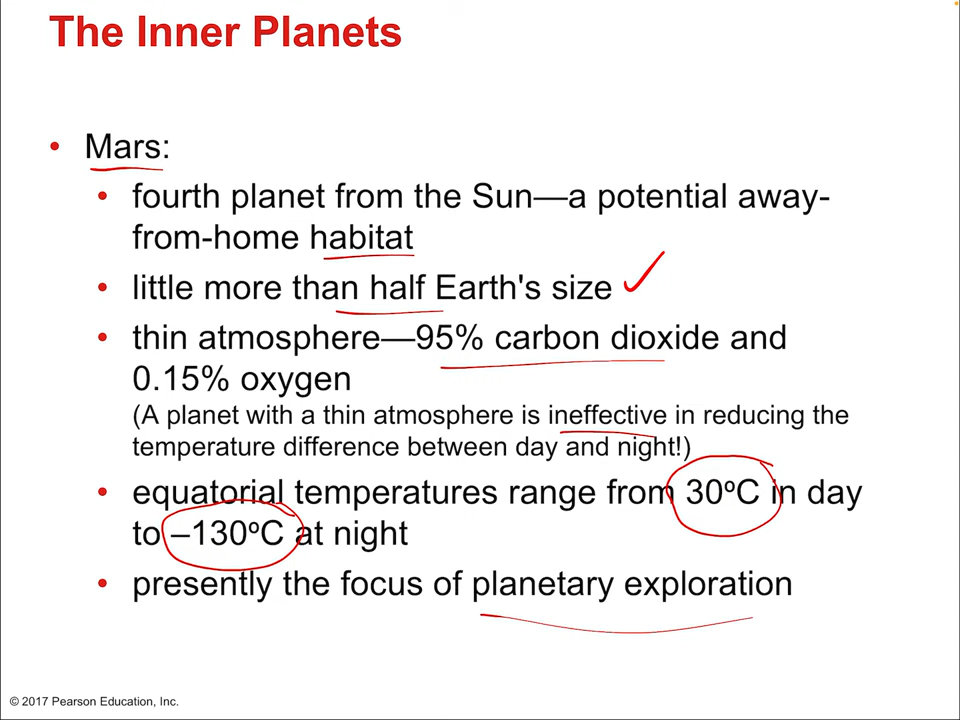 The Inner Planets
• Mars:
• fourth planet from the Sun—a potential away-
from-home habitat
• little more than half Earth's size
• thin atmosphere—95% carbon dioxide and
0.15% oxygen
(A planet with a thin atmosphere is ineffective in reducing the
temperature difference between day and night!)
• equatorial temperatures range from 30ºC in day
to –130ºC at night
• presently the focus of planetary exploration
© 2017 Pearson Education, Inc.